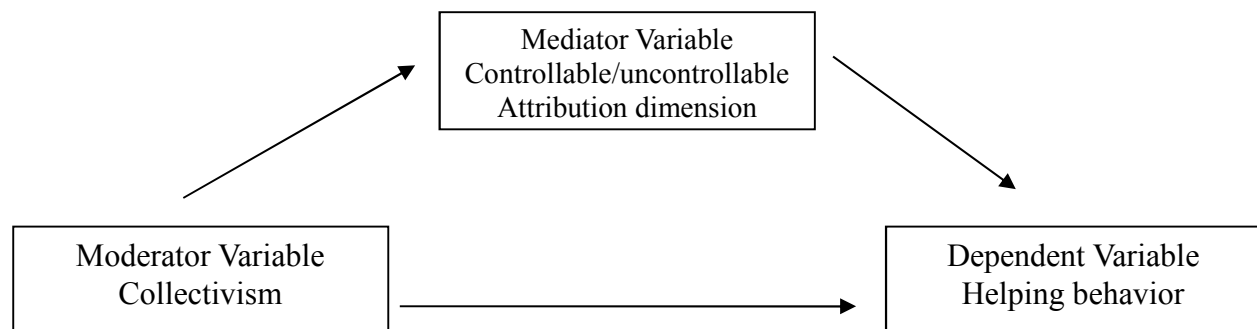 Mediator Variable
Controllable/uncontrollable
Attribution dimension
Moderator Variable
Collectivism
Dependent Variable
Helping behavior